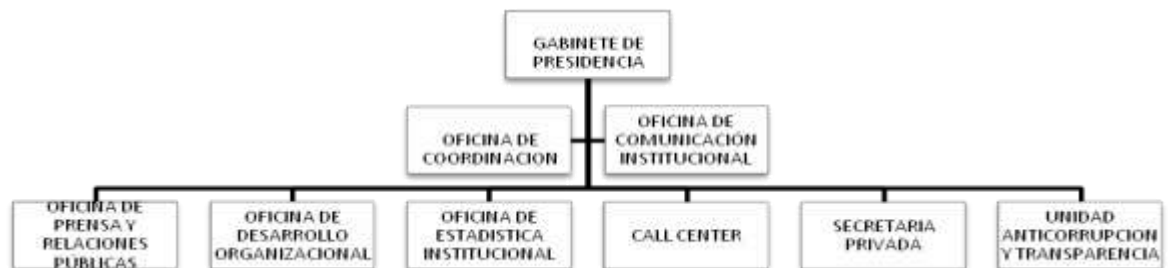 GABINETE DE
PRESIDENCIA
OFICINA DE
COORDINACION
OFICINA DE
COMUNICACIÓN
INSTITUCIONAL
OFICINA DE
PRENSA Y
RELACIONES
PÚBLICAS
OFICINA DE
DESARROLLO
ORGANIZACIONAL
OFICINA DE
ESTADISTICA
INSTITUCIONAL
CALL CENTER
SECRETARIA
PRIVADA
UNIDAD
ANTICORRUPCION
Y TRANSPARENCIA